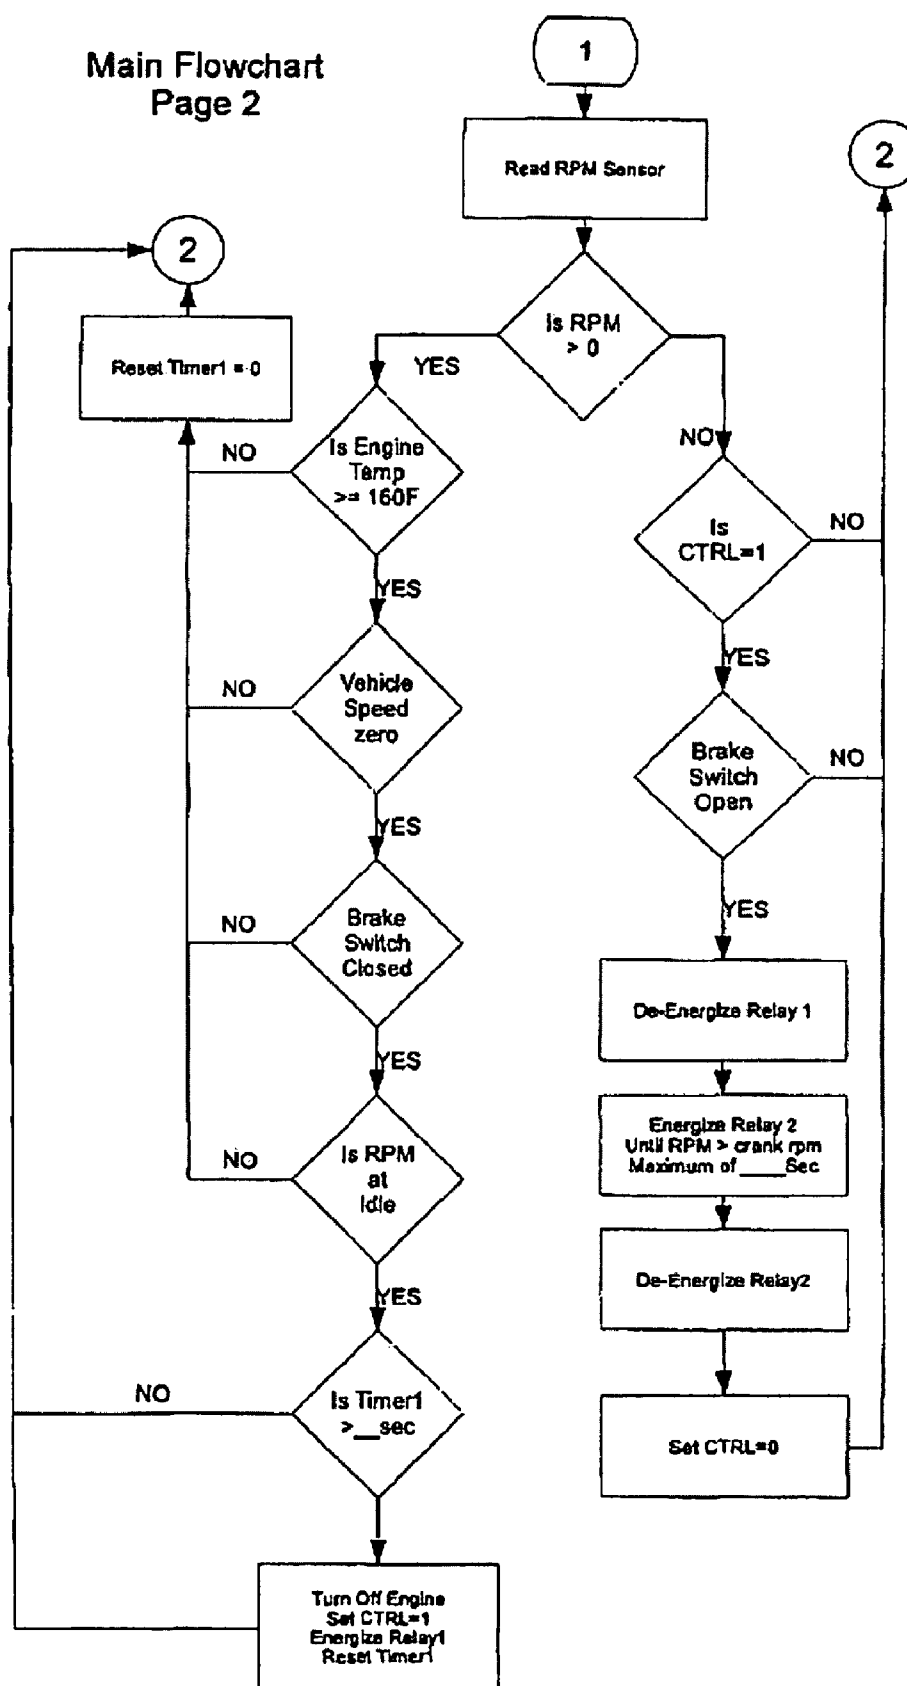 Main Flowchart
Page 2
1
Read RPM Sensor
2
2
Is RPM
> 0
YES
NO
Reset Timer1 = 0
Is Engine
Temp
>= 160F
NO
YES
Is
CTRL=1
NO
YES
Vehicle
Speed
zero
NO
YES
Brake
Switch
Open
NO
YES
Brake
Switch
Closed
NO
YES
De-Energize Relay 1
Energize Relay 2
Until RPM > crank rpm
Maximum of ____Sec
Is RPM
at
Idle
NO
YES
De-Energize Relay2
Is Timer1
>__sec
NO
Set CTRL=0
Turn Off Engine
Set CTRL=1
Energize Relay1
Reset Timer1